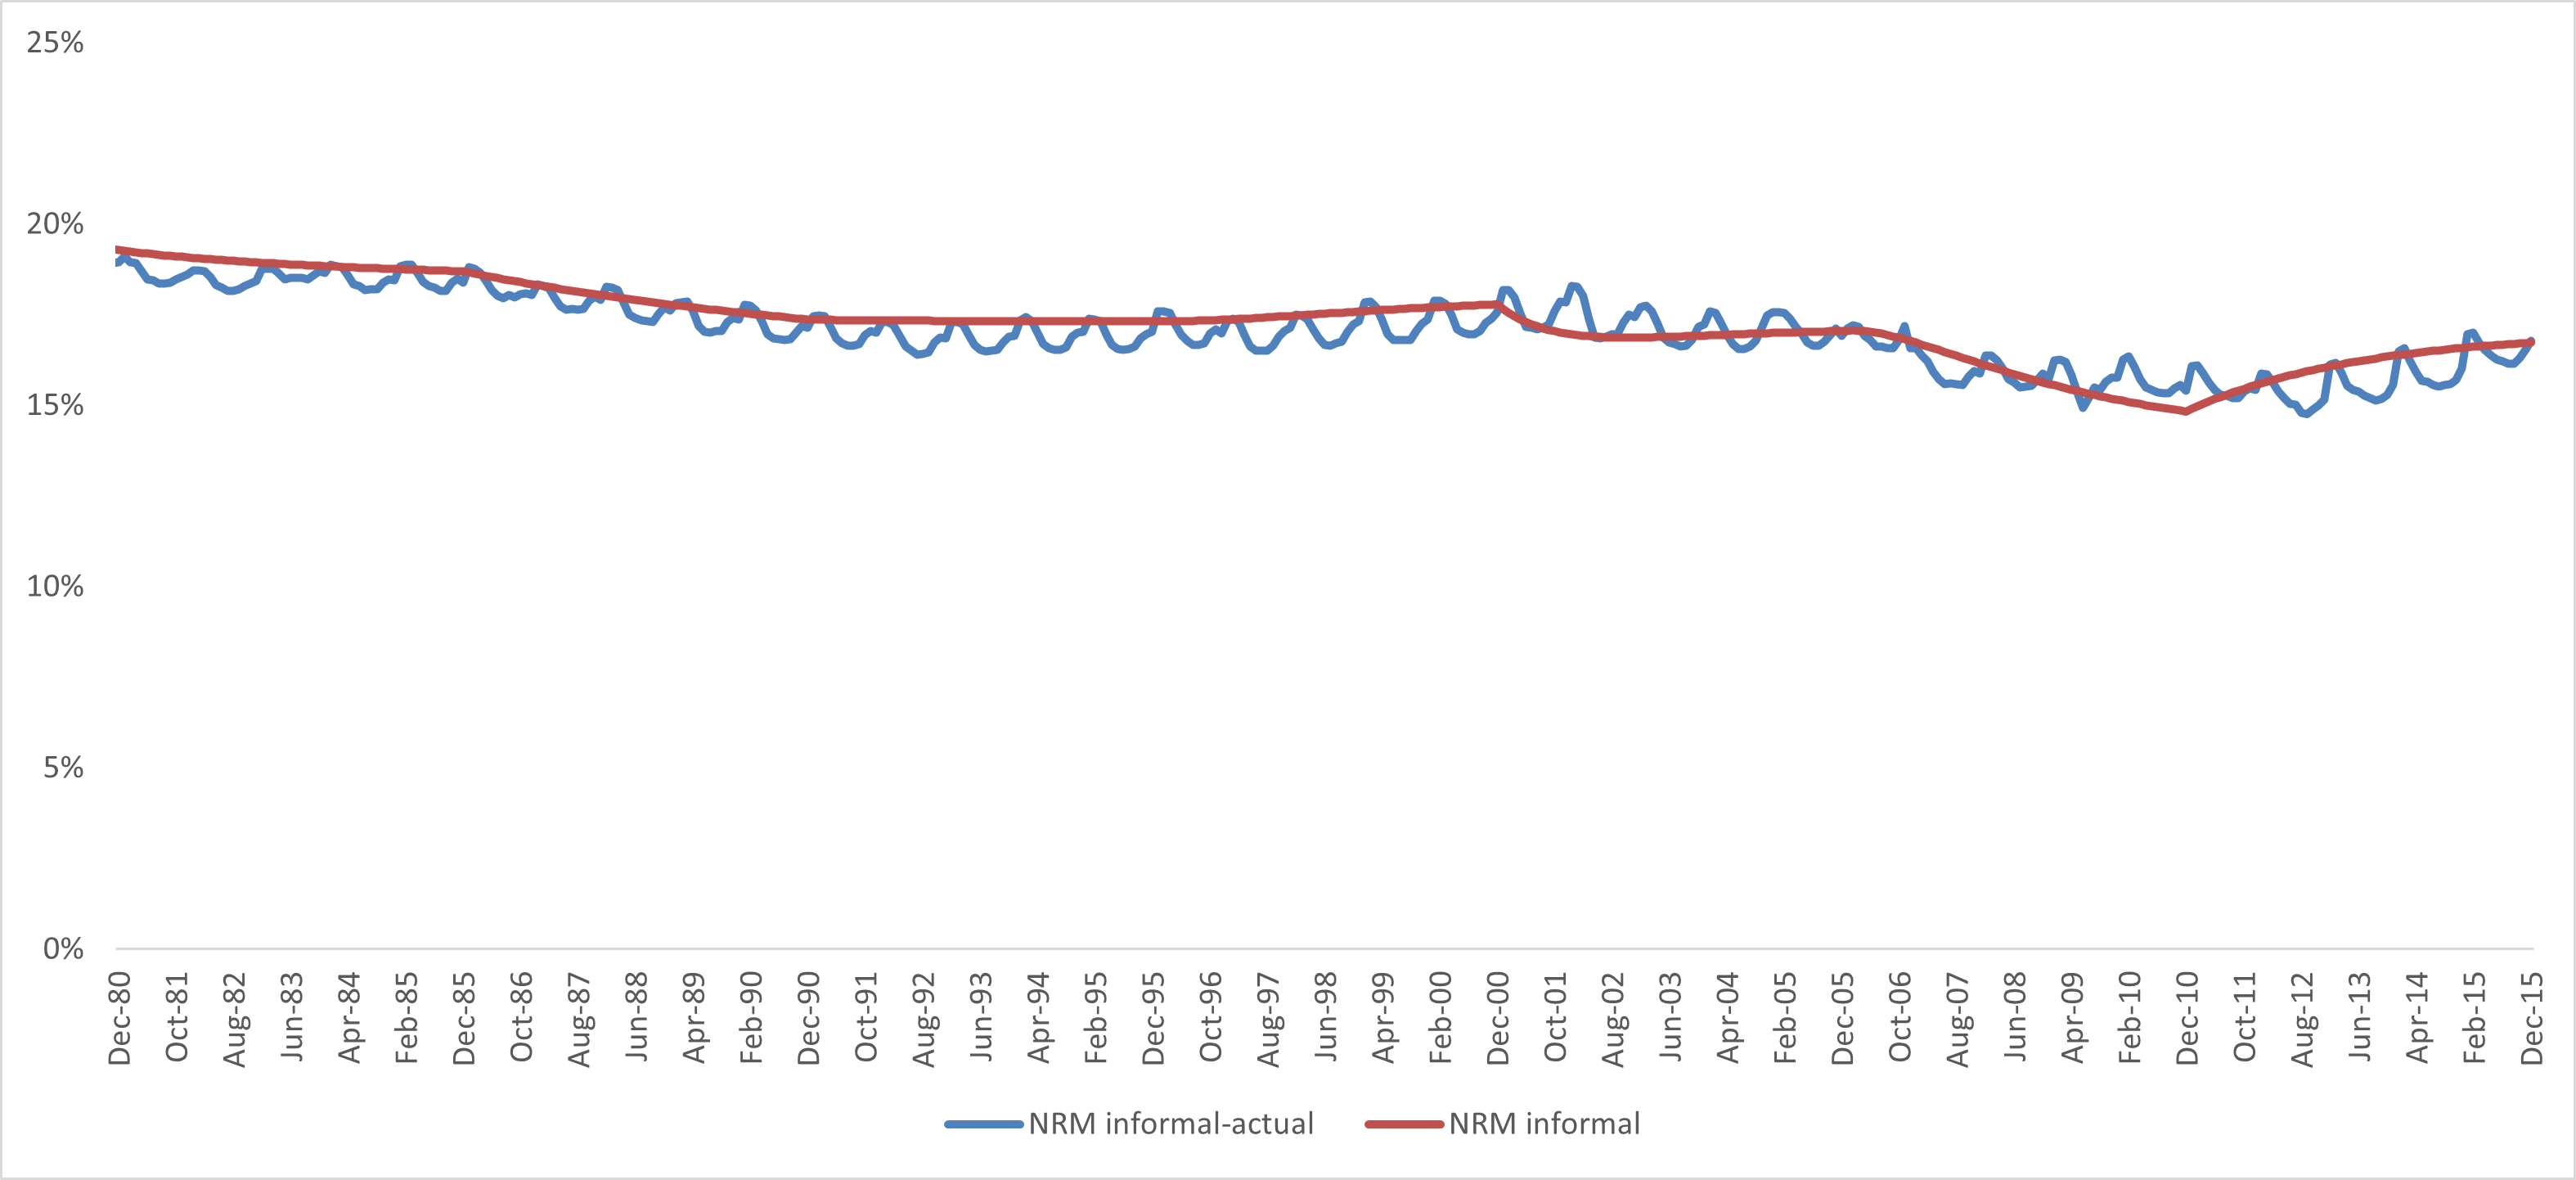 25%
20%
15%
10%
5%
0%
Dec-80
Oct-81
Aug-82
Jun-83
Apr-84
Feb-85
Dec-85
Oct-86
Aug-87
Jun-88
Apr-89
Feb-90
Dec-90
Oct-91
Aug-92
Jun-93
Apr-94
Feb-95
Dec-95
Oct-96
Aug-97
Jun-98
Apr-99
Feb-00
Dec-00
Oct-01
Aug-02
Jun-03
Apr-04
Feb-05
Dec-05
Oct-06
Aug-07
Jun-08
Apr-09
Feb-10
Dec-10
Oct-11
Aug-12
Jun-13
Apr-14
Feb-15
Dec-15
NRM informal-actual
NRM informal